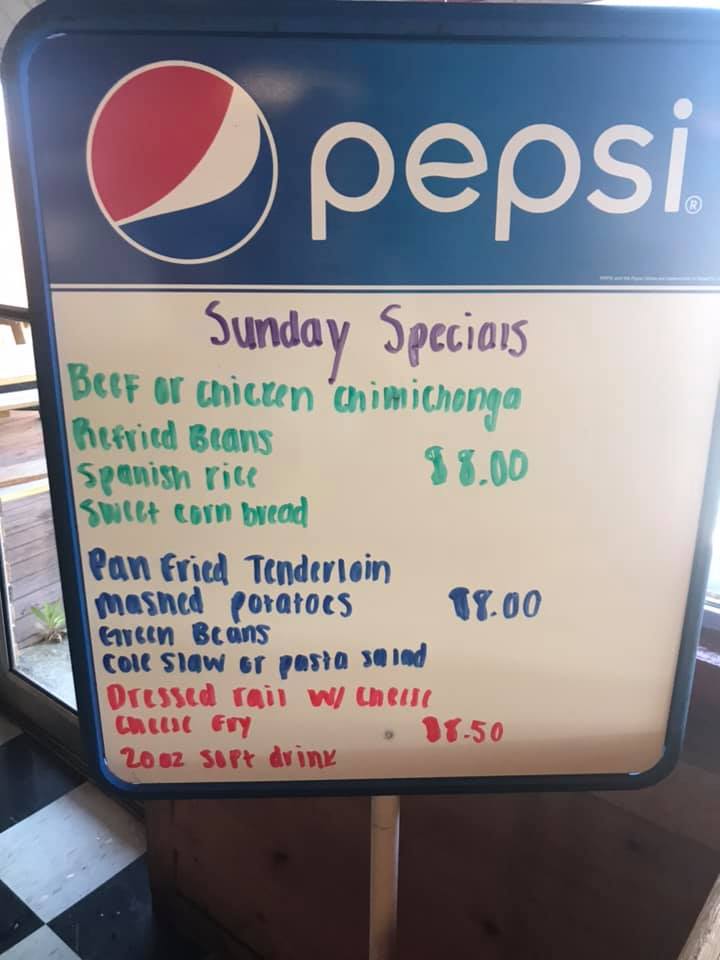 pepsi®
Sunday Specials
Beef or chicken chimichonga
Refried Beans
$8.00
Spanish rice
sweet corn bread
Pan Fried Tenderloin
mashed potatoes
$8.00
Green Beans
cole slaw or pasta salad
Dressed rail w/ cheese
cheese fry
$8.50
20 oz soft drink